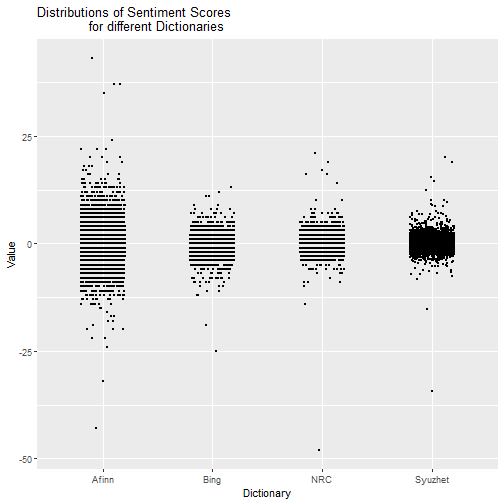 Distributions of Sentiment Scores
for different Dictionaries
Value
25
0
-25
-50
Afinn
Bing
NRC
Syuzhet
Dictionary